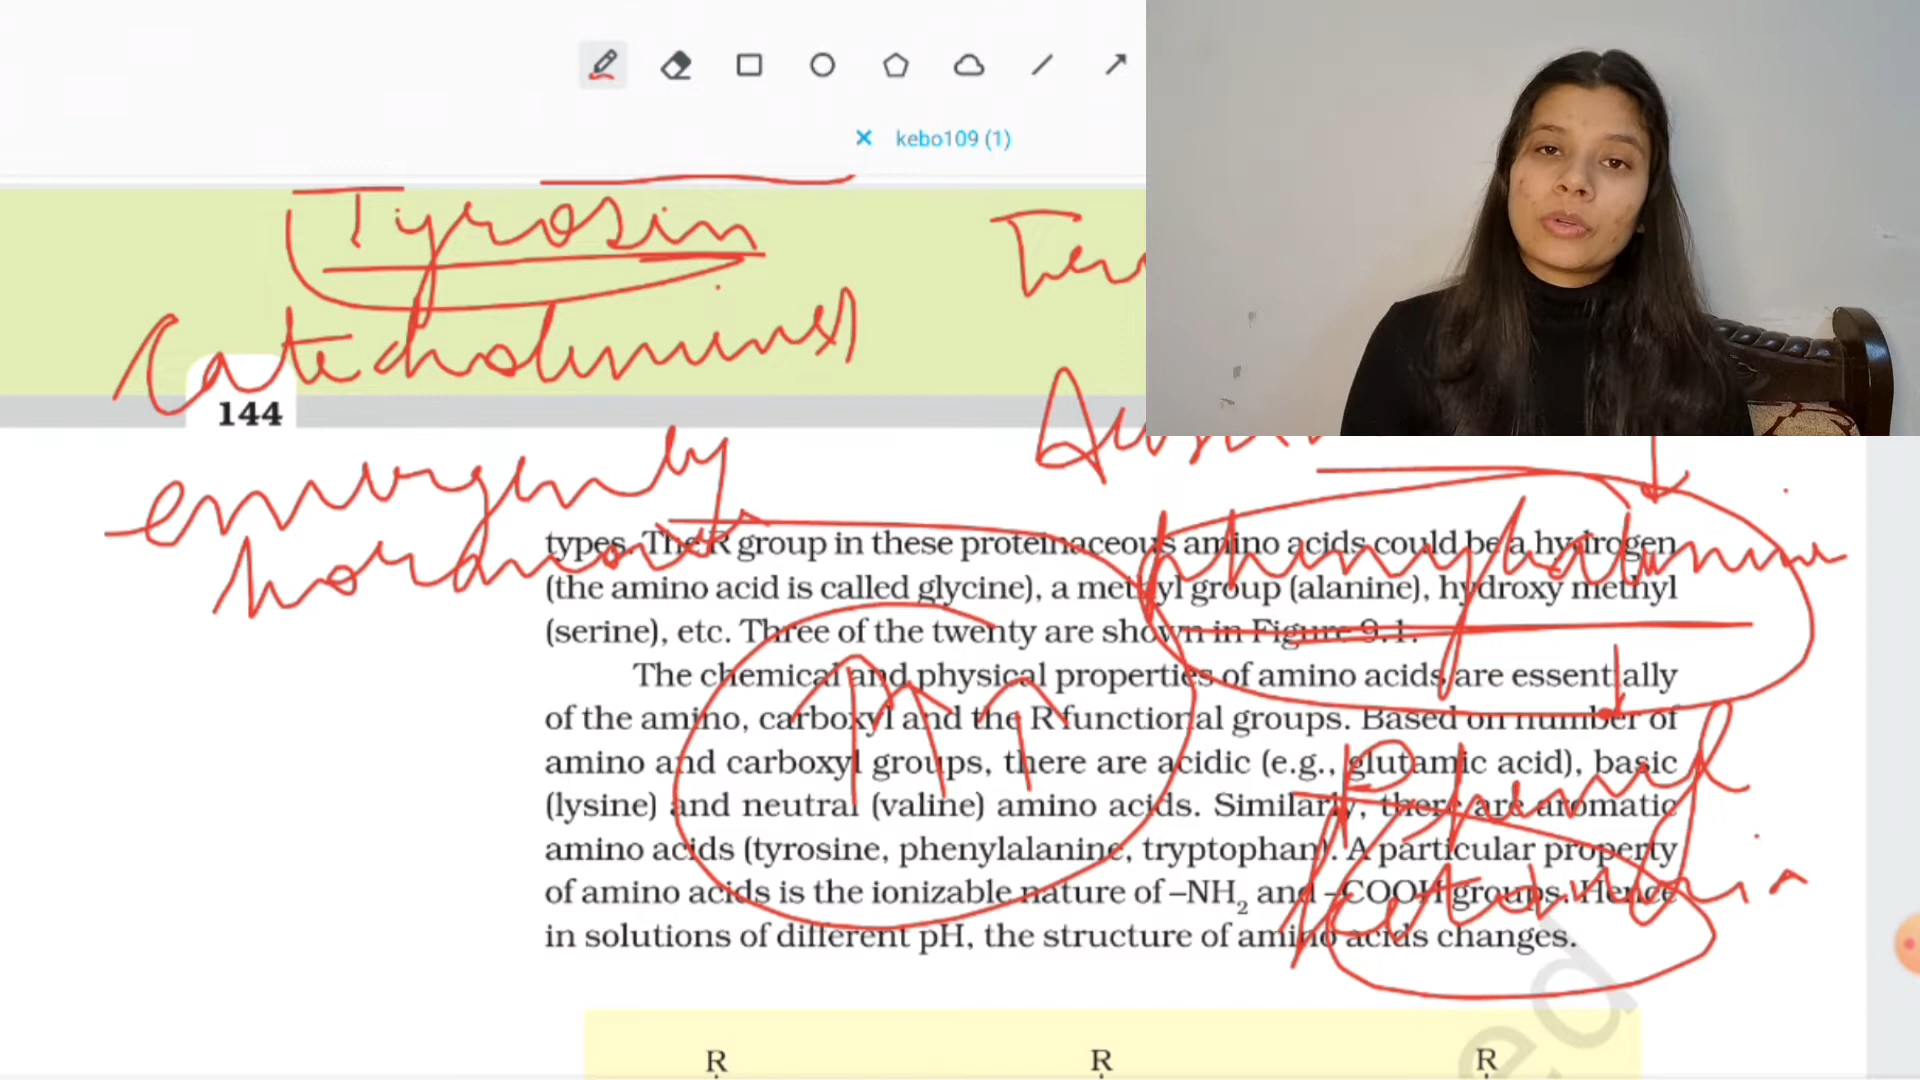 kebo109 (1)
Tyrosin
Catecholimines
144
emergency
hormones
types. The R group in these proteinaceous amino acids could be a hydrogen
(the amino acid is called glycine), a methyl group (alanine), hydroxy methyl
(serine), etc. Three of the twenty are shown in Figure 9.1.
phenylalanine
The chemical and physical properties of amino acids are essentially
of the amino, carboxyl and the R functional groups. Based on number of
amino and carboxyl groups, there are acidic (e.g., glutamic acid), basic
(lysine) and neutral (valine) amino acids. Similarly, there are aromatic
amino acids (tyrosine, phenylalanine, tryptophan). A particular property
of amino acids is the ionizable nature of –NH2 and –COOH groups. Hence
in solutions of different pH, the structure of amino acids changes.
Phenyl
R R R